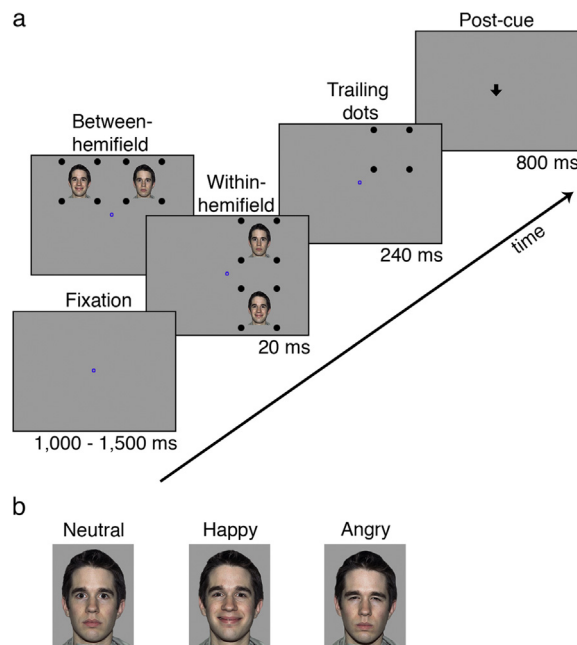 a
Post-cue
Trailing
dots
Between-
hemifield
Within-
hemifield
800 ms
time
240 ms
Fixation
20 ms
1,000 - 1,500 ms
b
Neutral
Happy
Angry